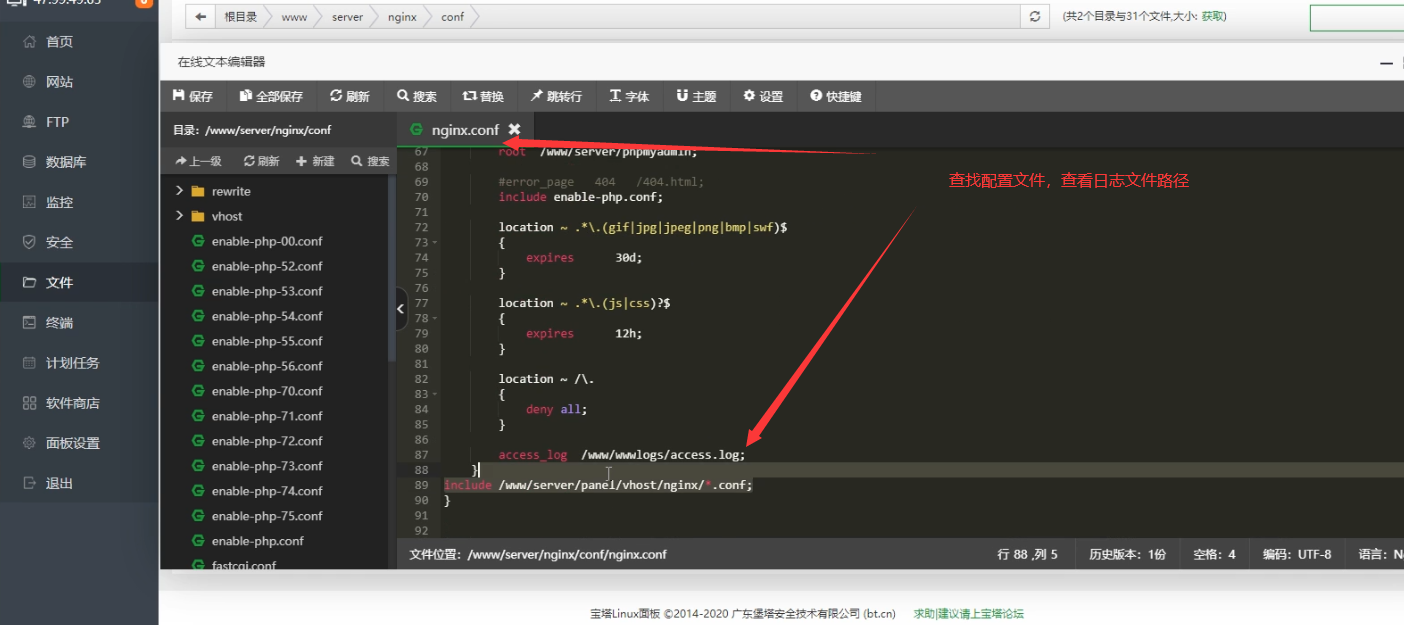 根目录 www server nginx conf (共2个目录与31个文件,大小: 获取)
首页
网站
FTP
数据库
监控
安全
文件
终端
计划任务
软件商店
面板设置
退出
在线文本编辑器
保存 全部保存 刷新 搜索 替换 跳转行 字体 主题 设置 快捷键
目录: /www/server/nginx/conf
上一级 刷新 新建 搜索
rewrite
vhost
enable-php-00.conf
enable-php-52.conf
enable-php-53.conf
enable-php-54.conf
enable-php-55.conf
enable-php-56.conf
enable-php-70.conf
enable-php-71.conf
enable-php-72.conf
enable-php-73.conf
enable-php-74.conf
enable-php-75.conf
enable-php.conf
fastcgi.conf
nginx.conf
67 root /www/server/phpmyadmin;
68
69 #error_page 404 /404.html;
70 include enable-php.conf;
71
72 location ~ .*\.(gif|jpg|jpeg|png|bmp|swf)$
73 {
74 expires 30d;
75 }
76
77 location ~ .*\.(js|css)?$
78 {
79 expires 12h;
80 }
81
82 location ~ /\.
83 {
84 deny all;
85 }
86
87 access_log /www/wwwlogs/access.log;
88 }
89 include /www/server/panel/vhost/nginx/*.conf;
90 }
91
92
查找配置文件，查看日志文件路径
文件位置: /www/server/nginx/conf/nginx.conf 行 88 ,列 5 历史版本: 1份 空格: 4 编码: UTF-8 语言:
宝塔Linux面板 ©2014-2020 广东堡塔安全技术有限公司 (bt.cn) 求助|建议请上宝塔论坛